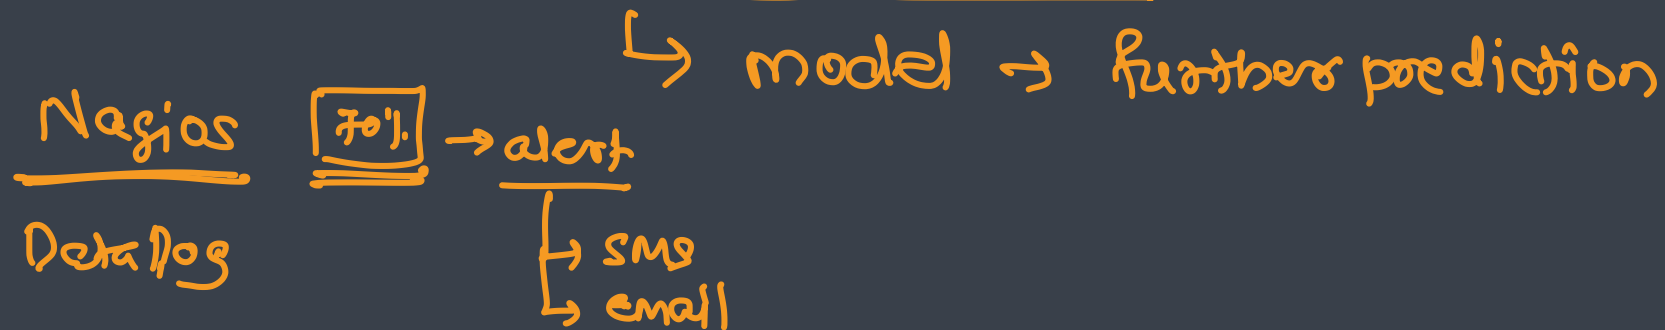 ↳ model → further prediction
Nagios 70% → alert
Datadog → sms
→ email